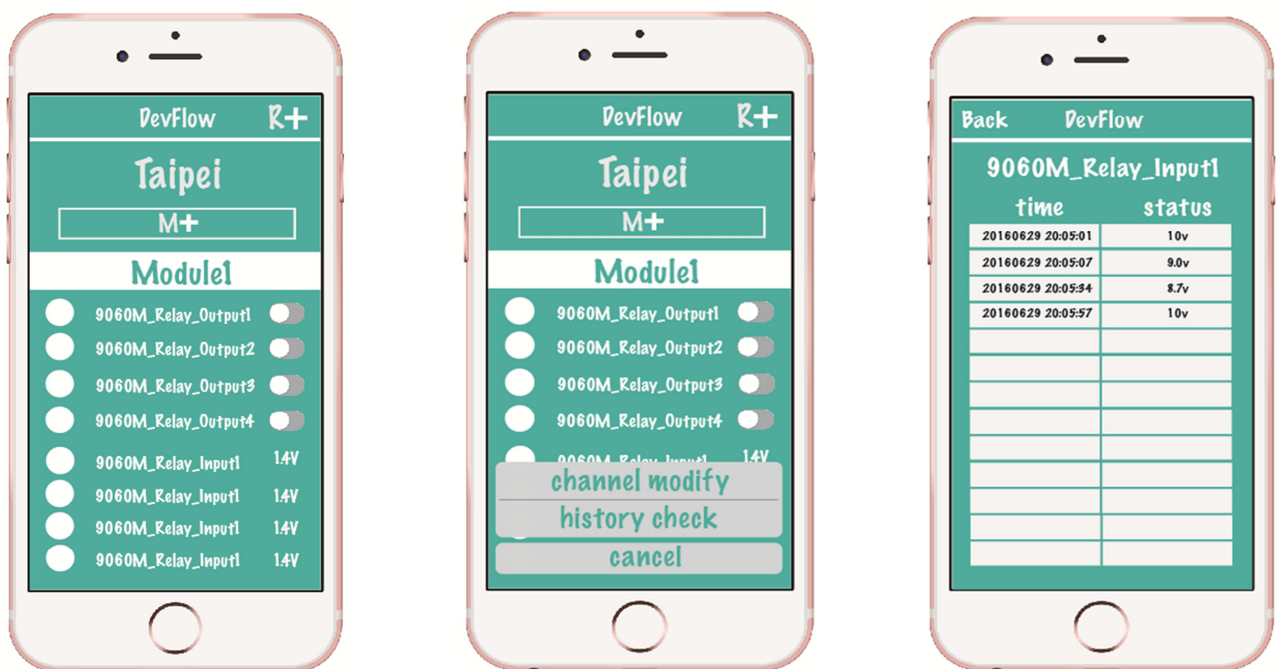 DevFlow R+
Taipei
M+
Module1
9060M_Relay_Output1
9060M_Relay_Output2
9060M_Relay_Output3
9060M_Relay_Output4
9060M_Relay_Input1 1.4V
9060M_Relay_Input1 1.4V
9060M_Relay_Input1 1.4V
9060M_Relay_Input1 1.4V
DevFlow R+
Taipei
M+
Module1
9060M_Relay_Output1
9060M_Relay_Output2
9060M_Relay_Output3
9060M_Relay_Output4
9060M_Relay_Input1 1.4V
channel modify
history check
cancel
Back DevFlow
9060M_Relay_Input1
time status
20160629 20:05:01 10v
20160629 20:05:07 9.0v
20160629 20:05:34 8.7v
20160629 20:05:57 10v